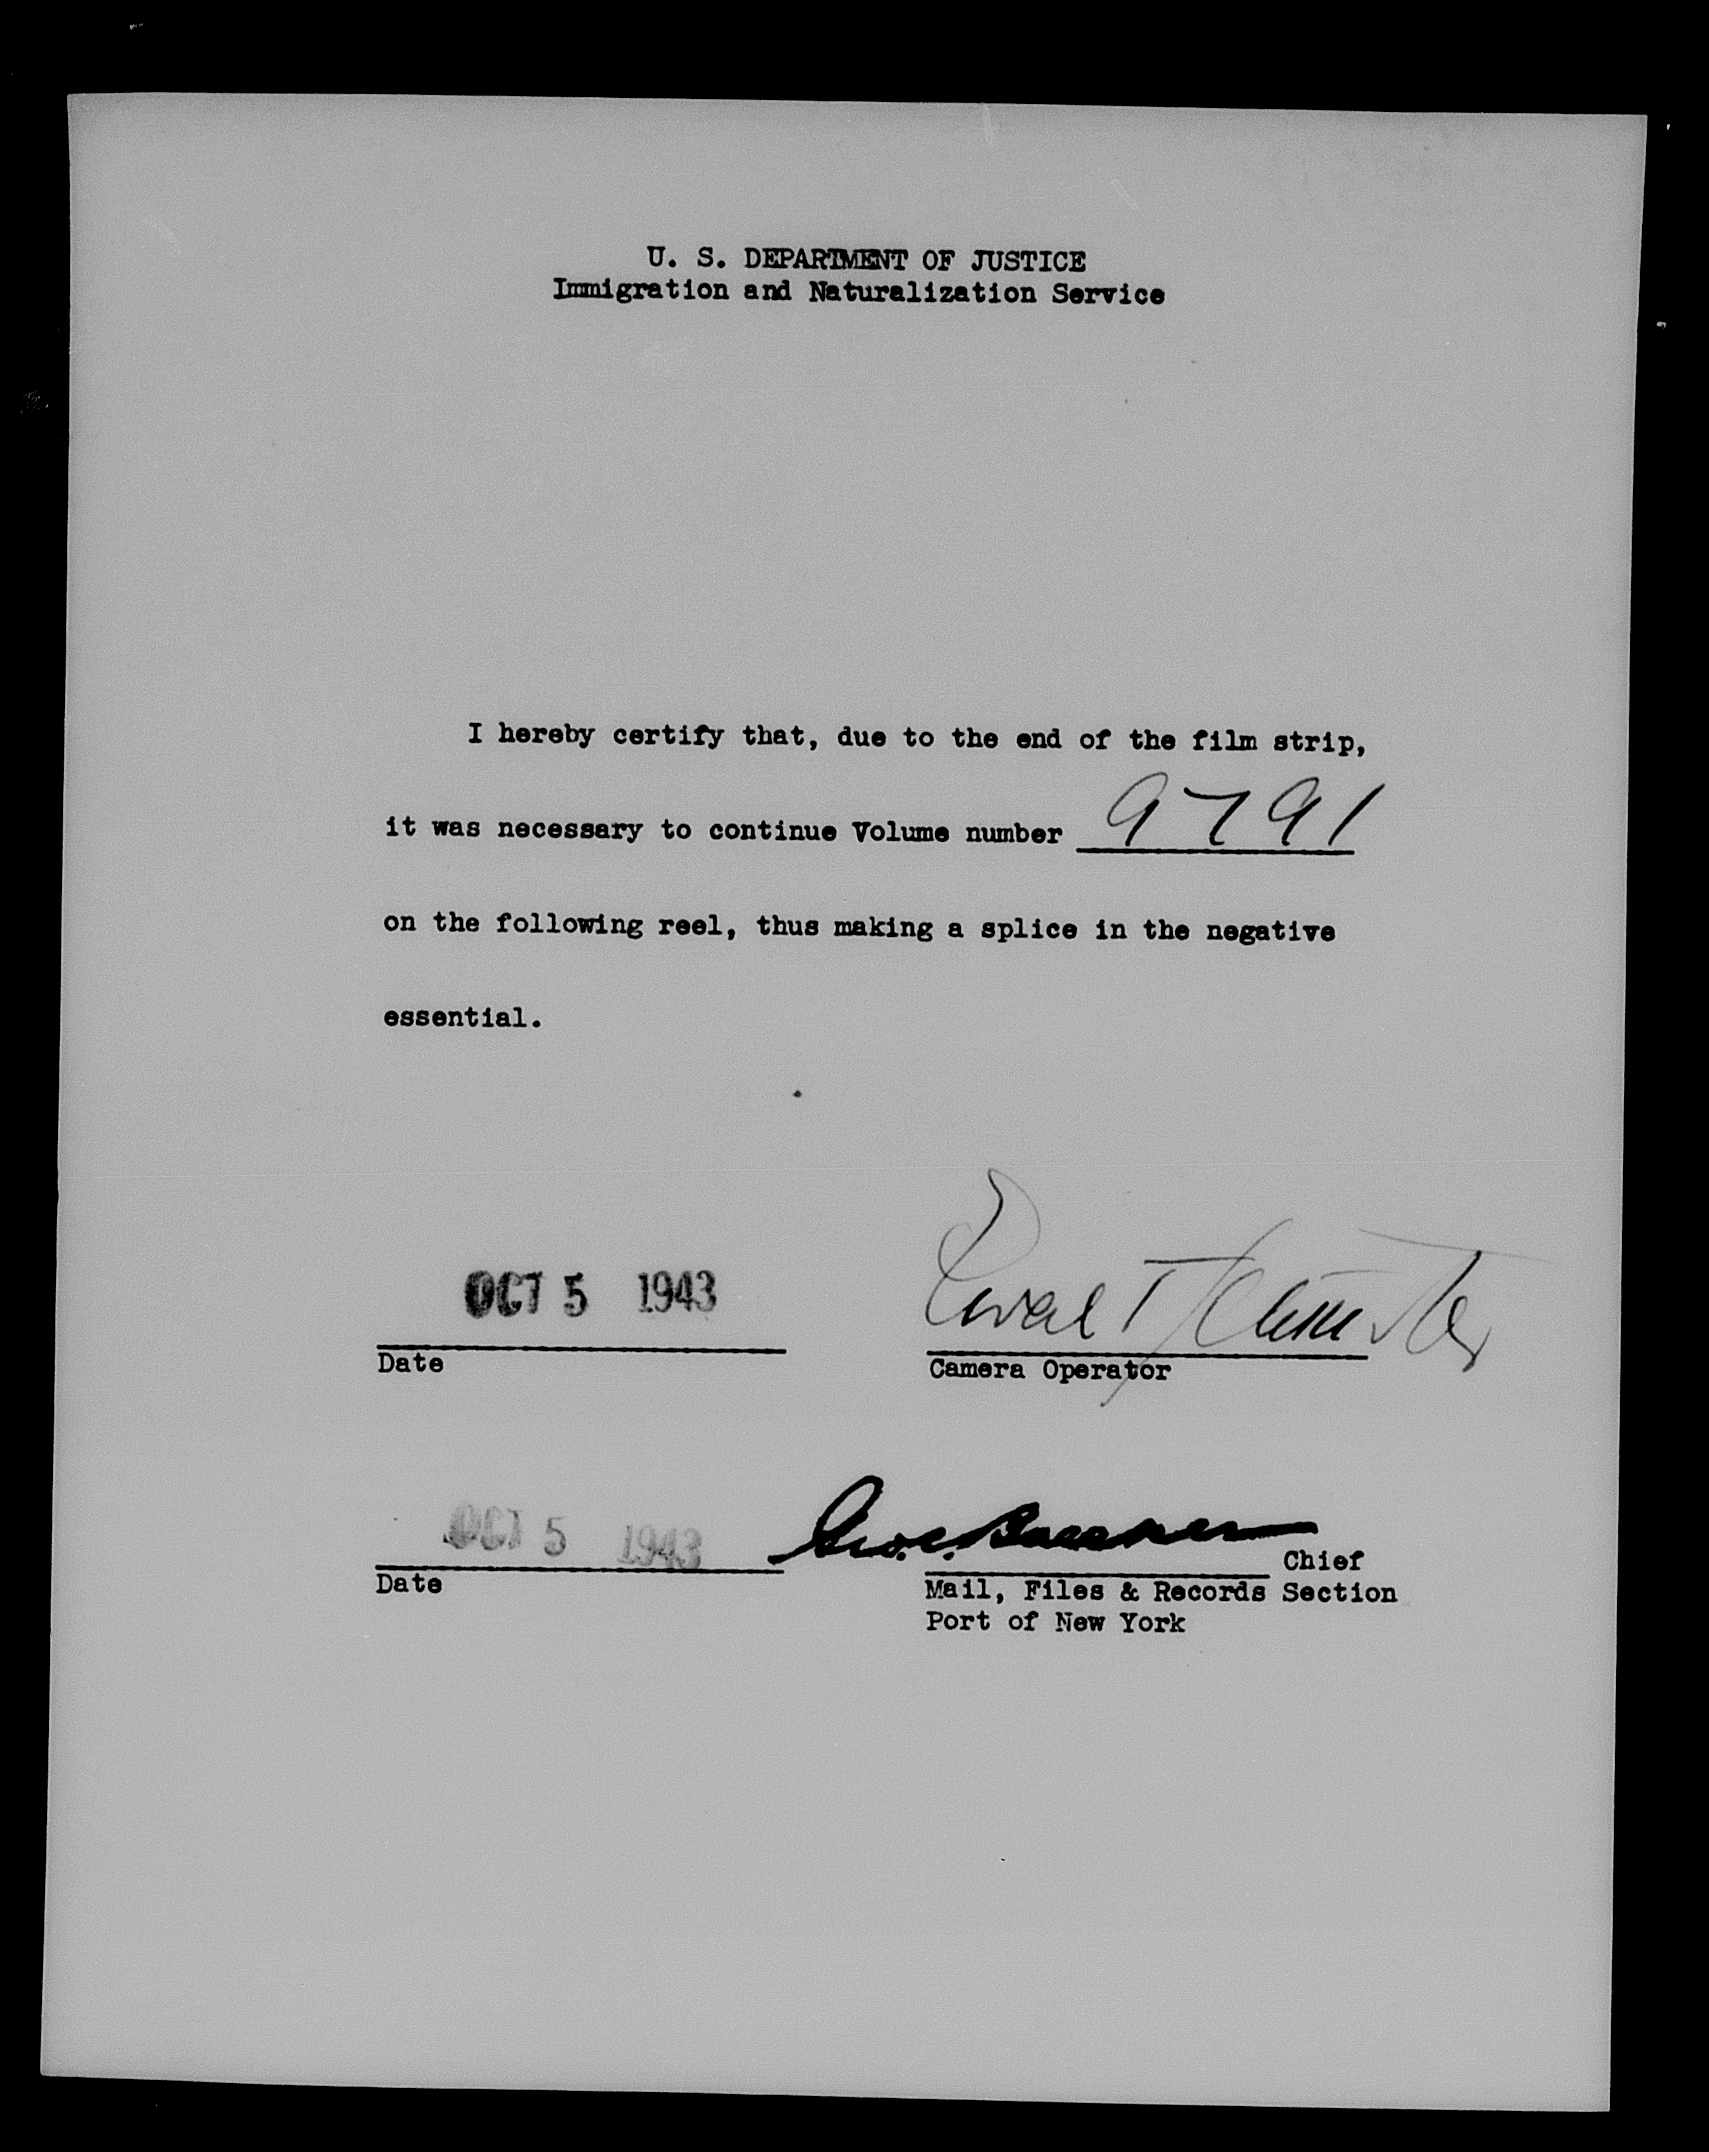 U. S. DEPARTMENT OF JUSTICE
Immigration and Naturalization Service
I hereby certify that, due to the end of the film strip,
it was necessary to continue Volume number 9791
on the following reel, thus making a splice in the negative
essential.
OCT 5 1943
Date
Camera Operator
OCT 5 1943
Geo. C.
Chief
Date
Mail, Files & Records Section
Port of New York